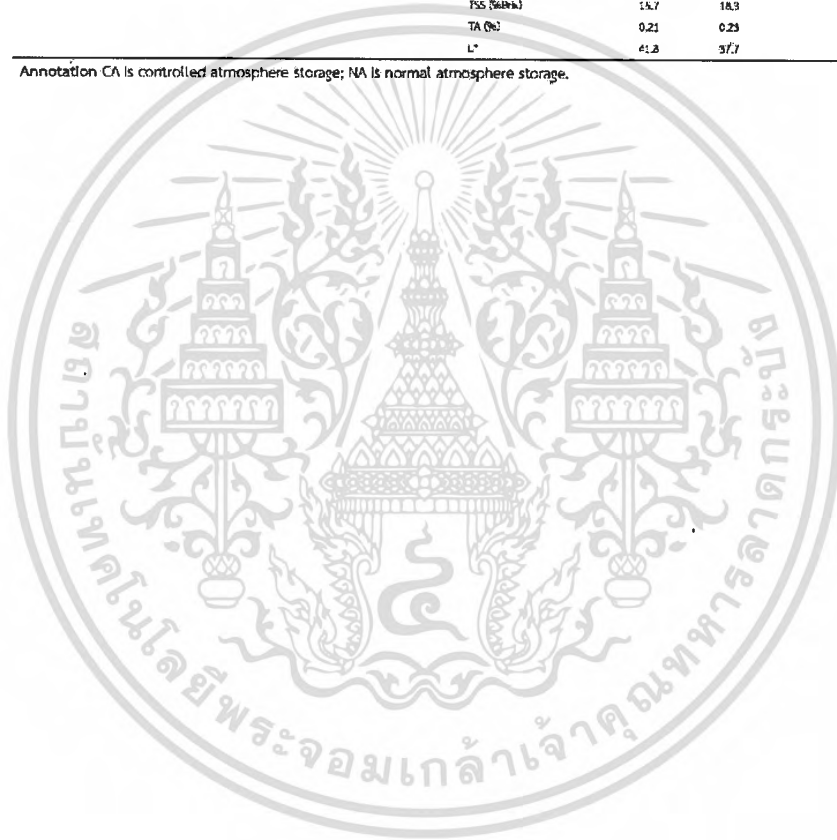 TSS (%Brix) 15.7 18.3
TA (%) 0.21 0.23
L* 41.8 37.7
Annotation CA is controlled atmosphere storage; NA is normal atmosphere storage.
สถาบันเทคโนโลยีพระจอมเกล้าเจ้าคุณทหารลาดกระบัง